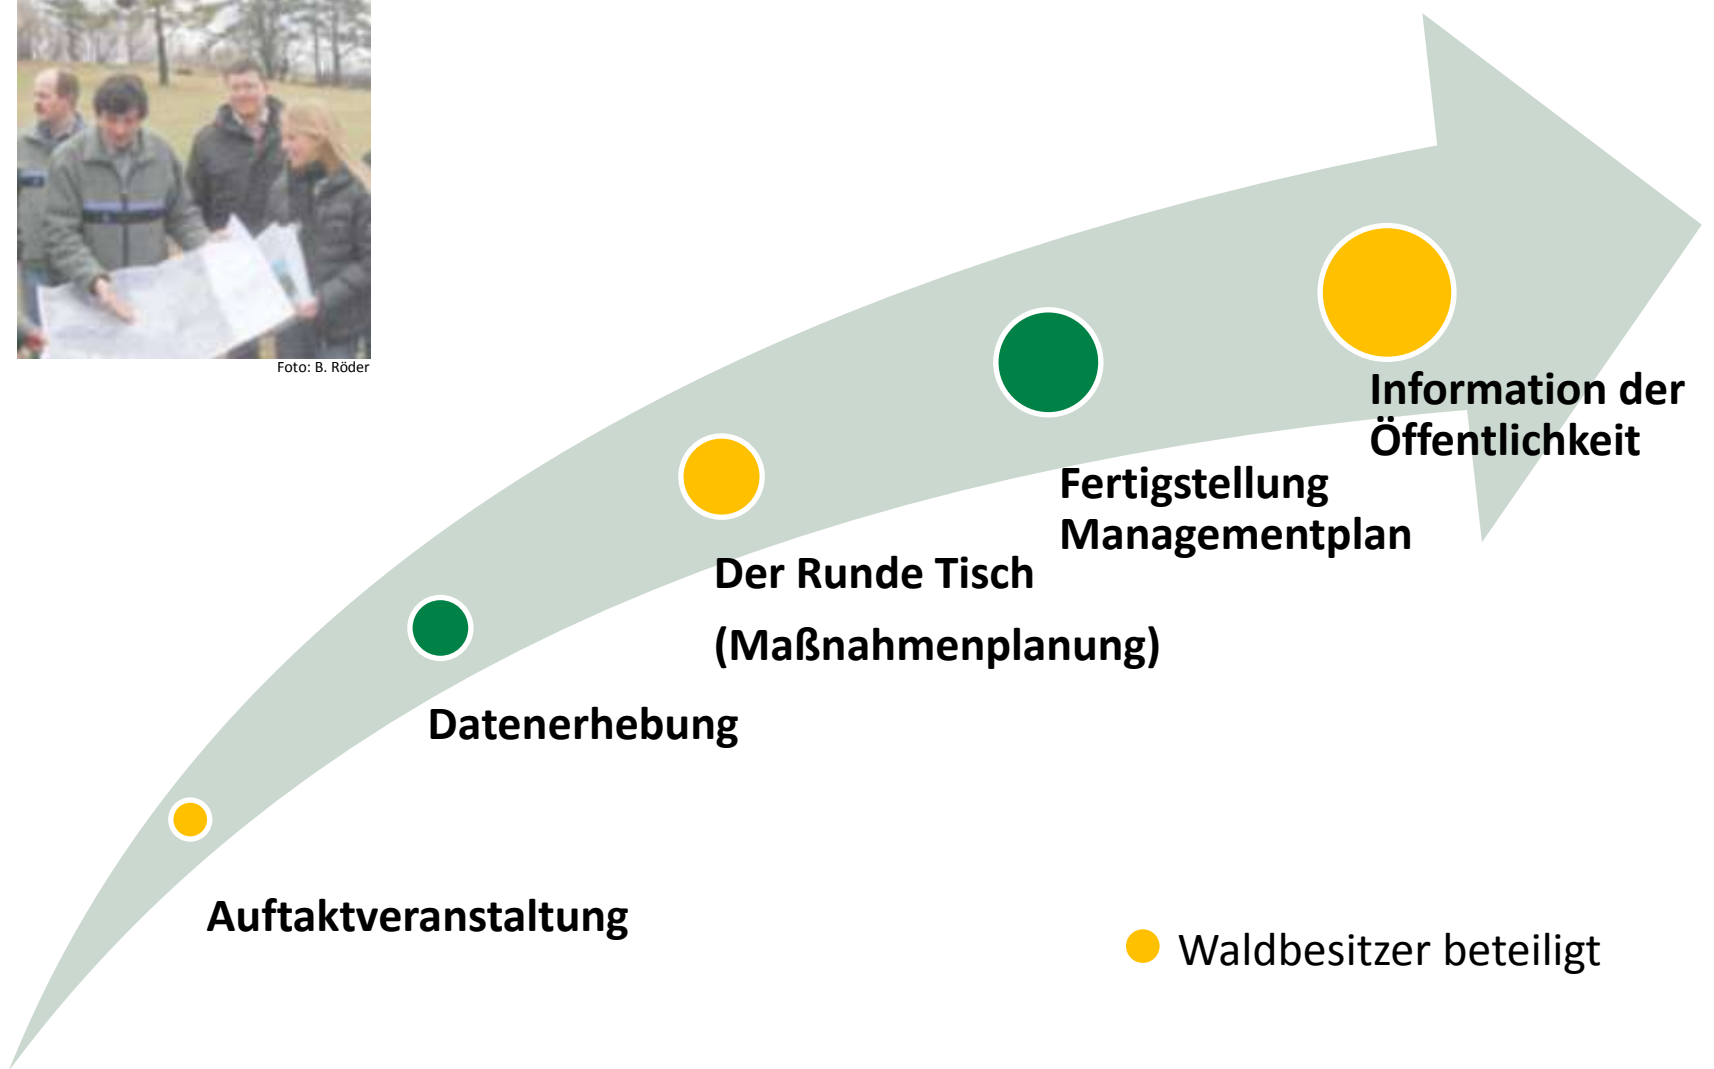 Foto: B. Röder
Information der
Öffentlichkeit
Fertigstellung
Managementplan
Der Runde Tisch
(Maßnahmenplanung)
Datenerhebung
Auftaktveranstaltung
Waldbesitzer beteiligt